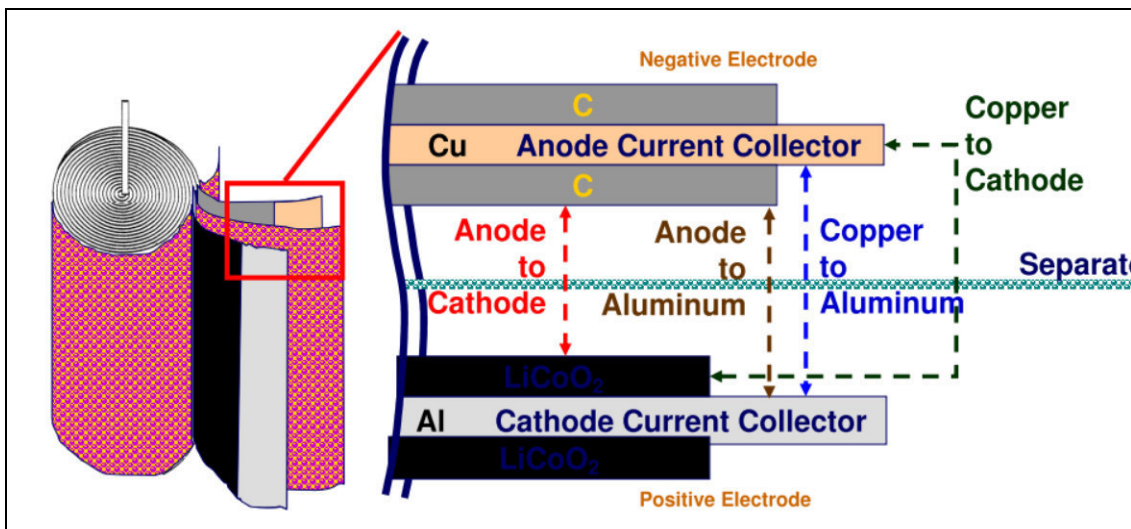 Negative Electrode
C
Cu Anode Current Collector
C
Copper
to
Cathode
Anode
to
Cathode
Anode
to
Aluminum
Copper
to
Aluminum
Separate
LiCoO₂
Al Cathode Current Collector
LiCoO₂
Positive Electrode